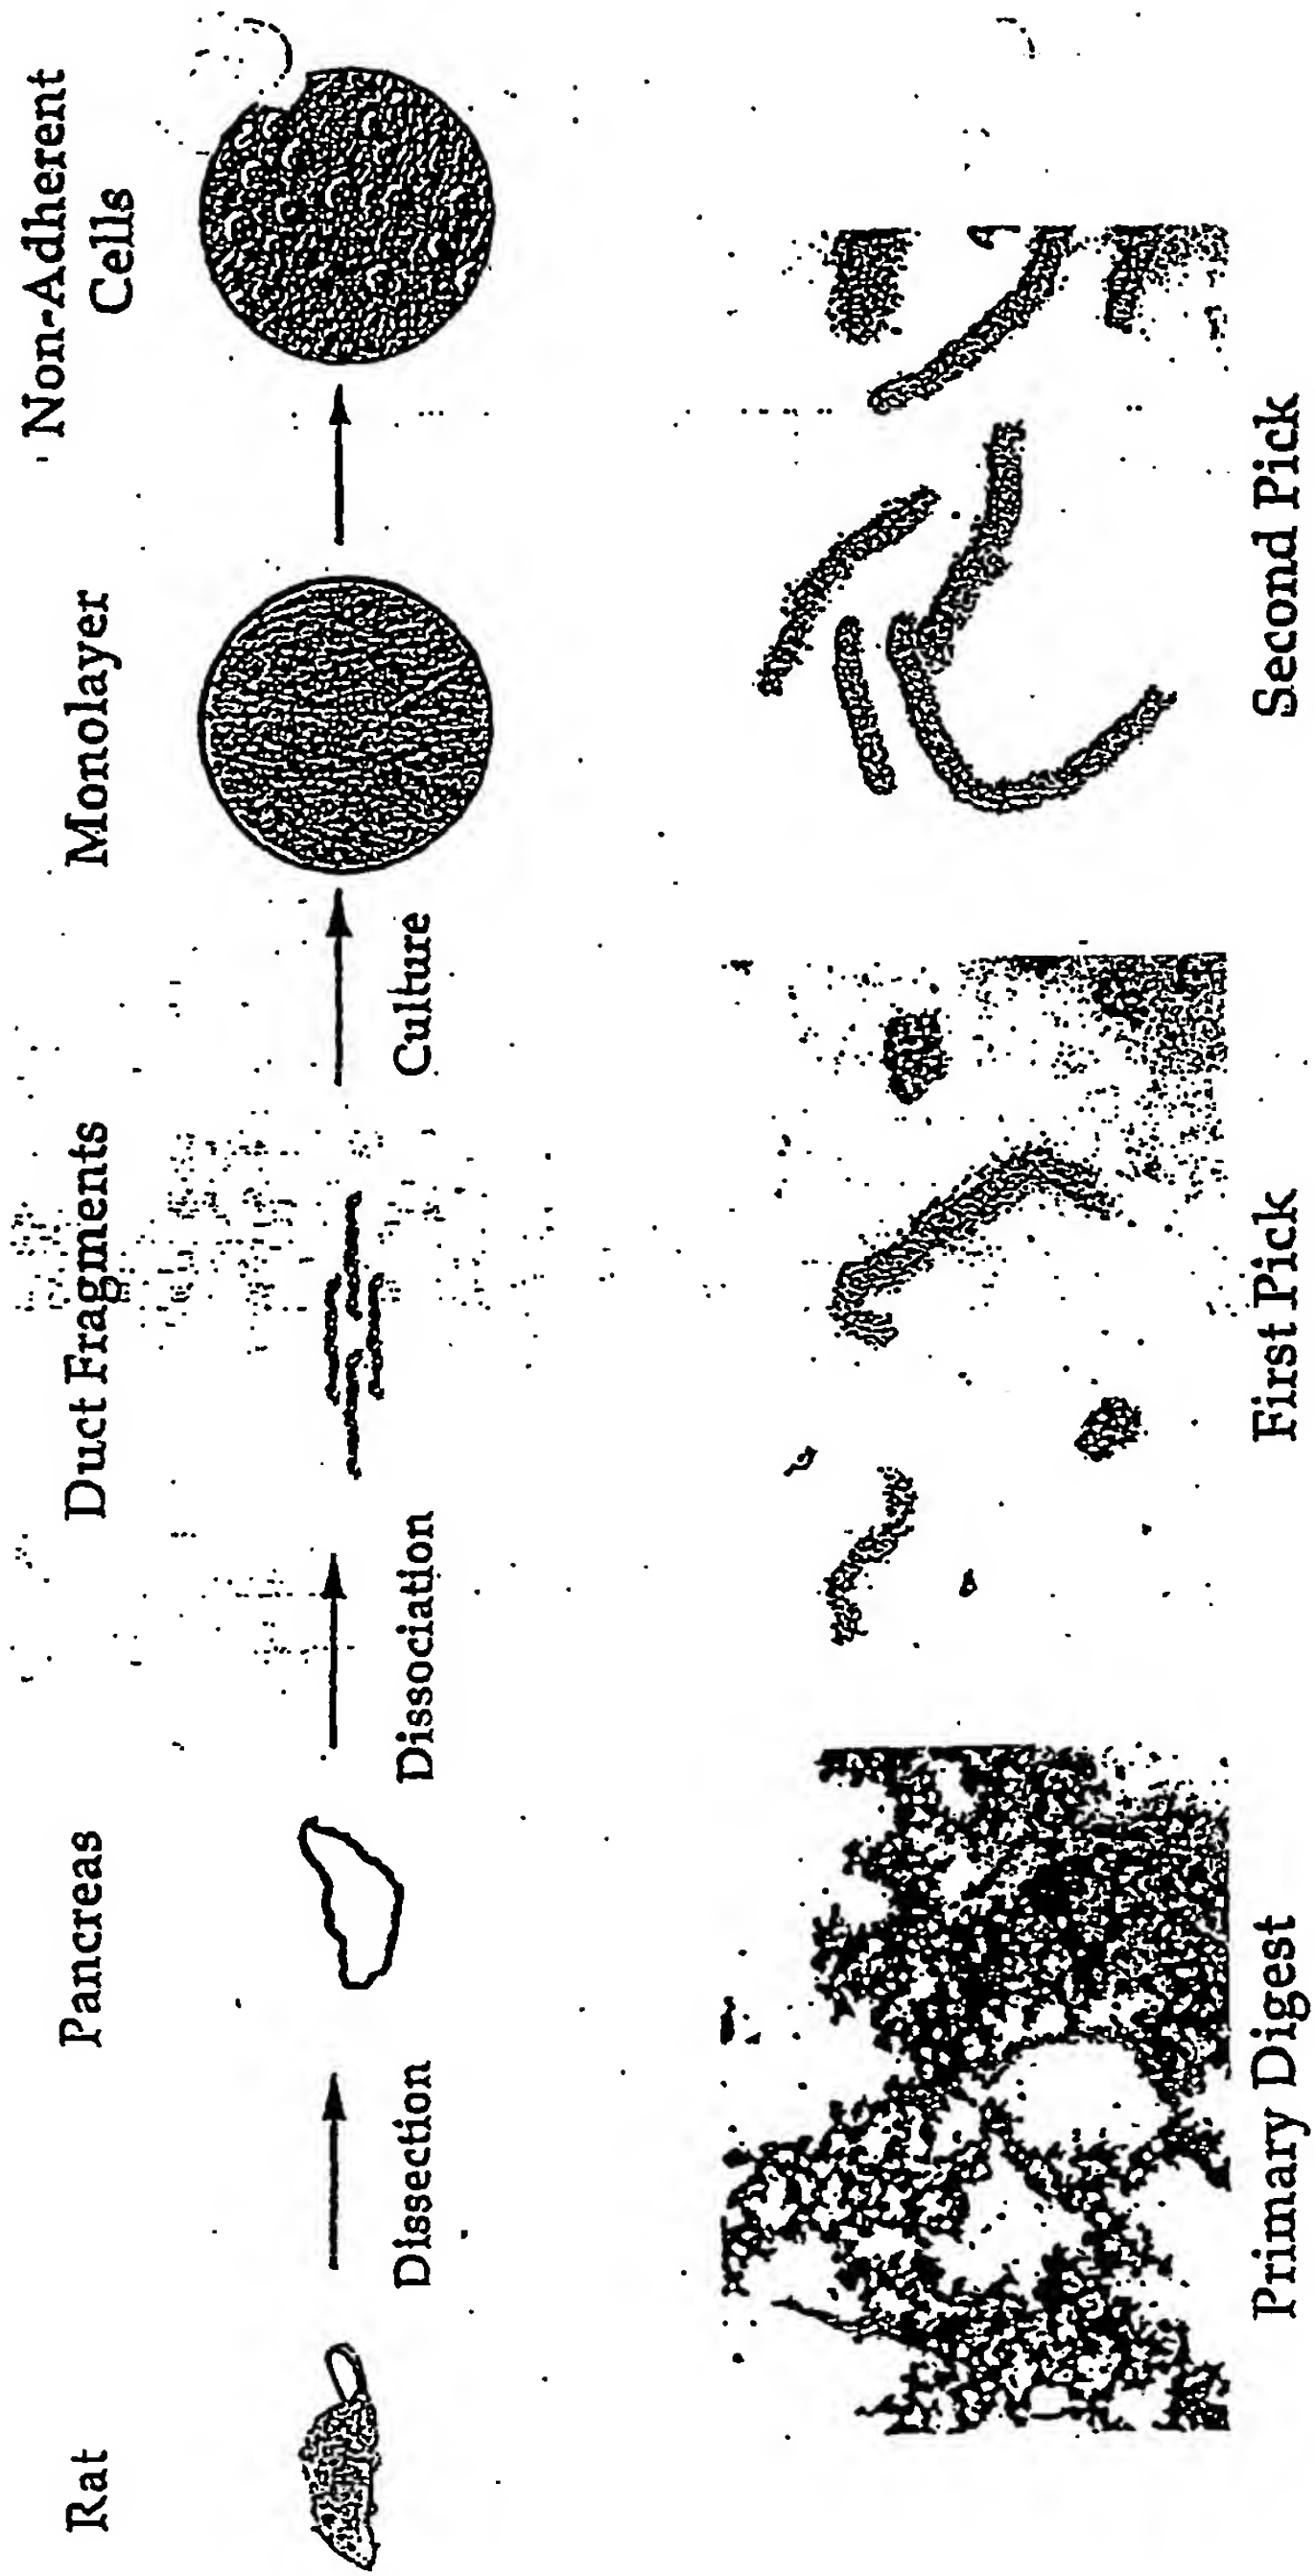 Rat
Pancreas
Duct Fragments
Monolayer
Non-Adherent
Cells
Dissection
Dissociation
Culture
Primary Digest
First Pick
Second Pick